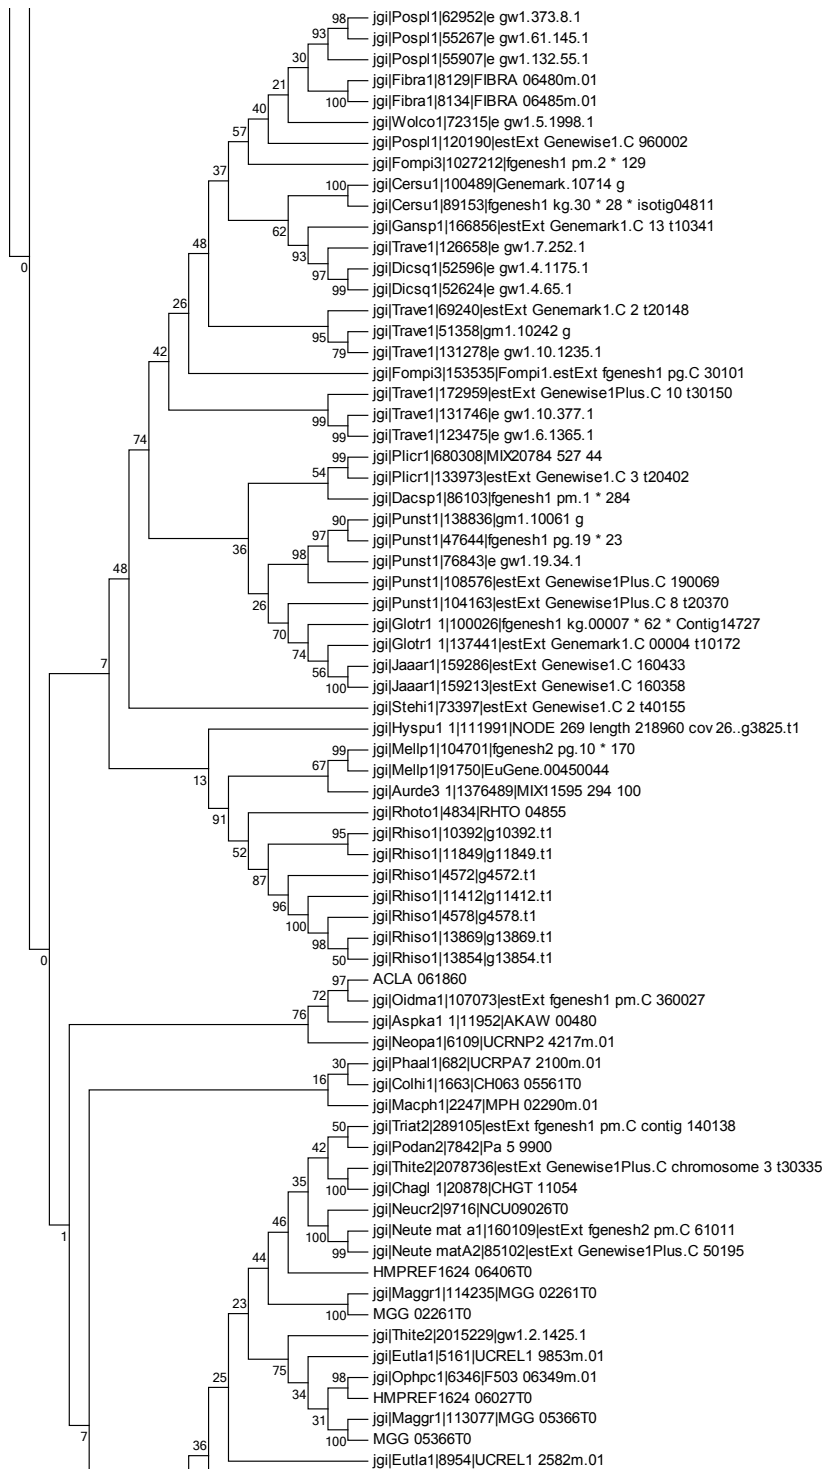 98 jgi|Pospl1|62952|e gw1.373.8.1
93 jgi|Pospl1|55267|e gw1.61.145.1
30 jgi|Pospl1|55907|e gw1.132.55.1
21 jgi|Fibra1|8129|FIBRA 06480m.01
100 jgi|Fibra1|8134|FIBRA 06485m.01
40 jgi|Wolco1|72315|e gw1.5.1998.1
57 jgi|Pospl1|120190|estExt Genewise1.C 960002
jgi|Fompi3|1027212|fgenesh1 pm.2 * 129
37 100 jgi|Cersu1|100489|Genemark.10714 g
jgi|Cersu1|89153|fgenesh1 kg.30 * 28 * isotig04811
62 jgi|Gansp1|166856|estExt Genemark1.C 13 t10341
48 93 jgi|Trave1|126658|e gw1.7.252.1
0 97 jgi|Dicsq1|52596|e gw1.4.1175.1
99 jgi|Dicsq1|52624|e gw1.4.65.1
26 jgi|Trave1|69240|estExt Genemark1.C 2 t20148
95 jgi|Trave1|51358|gm1.10242 g
42 79 jgi|Trave1|131278|e gw1.10.1235.1
jgi|Fompi3|153535|Fompi1.estExt fgenesh1 pg.C 30101
jgi|Trave1|172959|estExt Genewise1Plus.C 10 t30150
99 jgi|Trave1|131746|e gw1.10.377.1
74 99 jgi|Trave1|123475|e gw1.6.1365.1
99 jgi|Plicr1|680308|MIX20784 527 44
54 jgi|Plicr1|133973|estExt Genewise1.C 3 t20402
jgi|Dacsp1|86103|fgenesh1 pm.1 * 284
90 jgi|Punst1|138836|gm1.10061 g
36 97 jgi|Punst1|47644|fgenesh1 pg.19 * 23
98 jgi|Punst1|76843|e gw1.19.34.1
48 jgi|Punst1|108576|estExt Genewise1Plus.C 190069
26 jgi|Punst1|104163|estExt Genewise1Plus.C 8 t20370
70 jgi|Glotr1 1|100026|fgenesh1 kg.00007 * 62 * Contig14727
74 jgi|Glotr1 1|137441|estExt Genemark1.C 00004 t10172
7 56 jgi|Jaaar1|159286|estExt Genewise1.C 160433
100 jgi|Jaaar1|159213|estExt Genewise1.C 160358
jgi|Stehi1|73397|estExt Genewise1.C 2 t40155
jgi|Hyspu1 1|111991|NODE 269 length 218960 cov 26..g3825.t1
99 jgi|Mellp1|104701|fgenesh2 pg.10 * 170
13 67 jgi|Mellp1|91750|EuGene.00450044
jgi|Aurde3 1|1376489|MIX11595 294 100
91 jgi|Rhoto1|4834|RHTO 04855
95 jgi|Rhiso1|10392|g10392.t1
52 jgi|Rhiso1|11849|g11849.t1
87 jgi|Rhiso1|4572|g4572.t1
96 jgi|Rhiso1|11412|g11412.t1
100 jgi|Rhiso1|4578|g4578.t1
98 jgi|Rhiso1|13869|g13869.t1
0 50 jgi|Rhiso1|13854|g13854.t1
97 ACLA 061860
72 jgi|Oidma1|107073|estExt fgenesh1 pm.C 360027
76 jgi|Aspka1 1|11952|AKAW 00480
jgi|Neopa1|6109|UCRNP2 4217m.01
30 jgi|Phaal1|682|UCRPA7 2100m.01
16 jgi|Colhi1|1663|CH063 05561T0
jgi|Macph1|2247|MPH 02290m.01
50 jgi|Triat2|289105|estExt fgenesh1 pm.C contig 140138
42 jgi|Podan2|7842|Pa 5 9900
jgi|Thite2|2078736|estExt Genewise1Plus.C chromosome 3 t30335
35 100 jgi|Chagl 1|20878|CHGT 11054
jgi|Neucr2|9716|NCU09026T0
46 100 jgi|Neute mat a1|160109|estExt fgenesh2 pm.C 61011
1 99 jgi|Neute matA2|85102|estExt Genewise1Plus.C 50195
44 HMPREF1624 06406T0
jgi|Maggr1|114235|MGG 02261T0
23 100 MGG 02261T0
jgi|Thite2|2015229|gw1.2.1425.1
75 jgi|Eutla1|5161|UCREL1 9853m.01
25 34 98 jgi|Ophpc1|6346|F503 06349m.01
HMPREF1624 06027T0
31 jgi|Maggr1|113077|MGG 05366T0
7 36 100 MGG 05366T0
jgi|Eutla1|8954|UCREL1 2582m.01